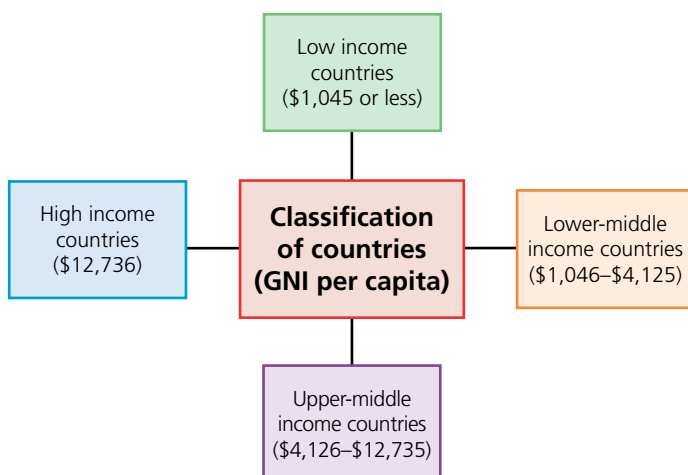 Low income
countries
($1,045 or less)
High income
countries
($12,736)
Classification
of countries
(GNI per capita)
Lower-middle
income countries
($1,046–$4,125)
Upper-middle
income countries
($4,126–$12,735)